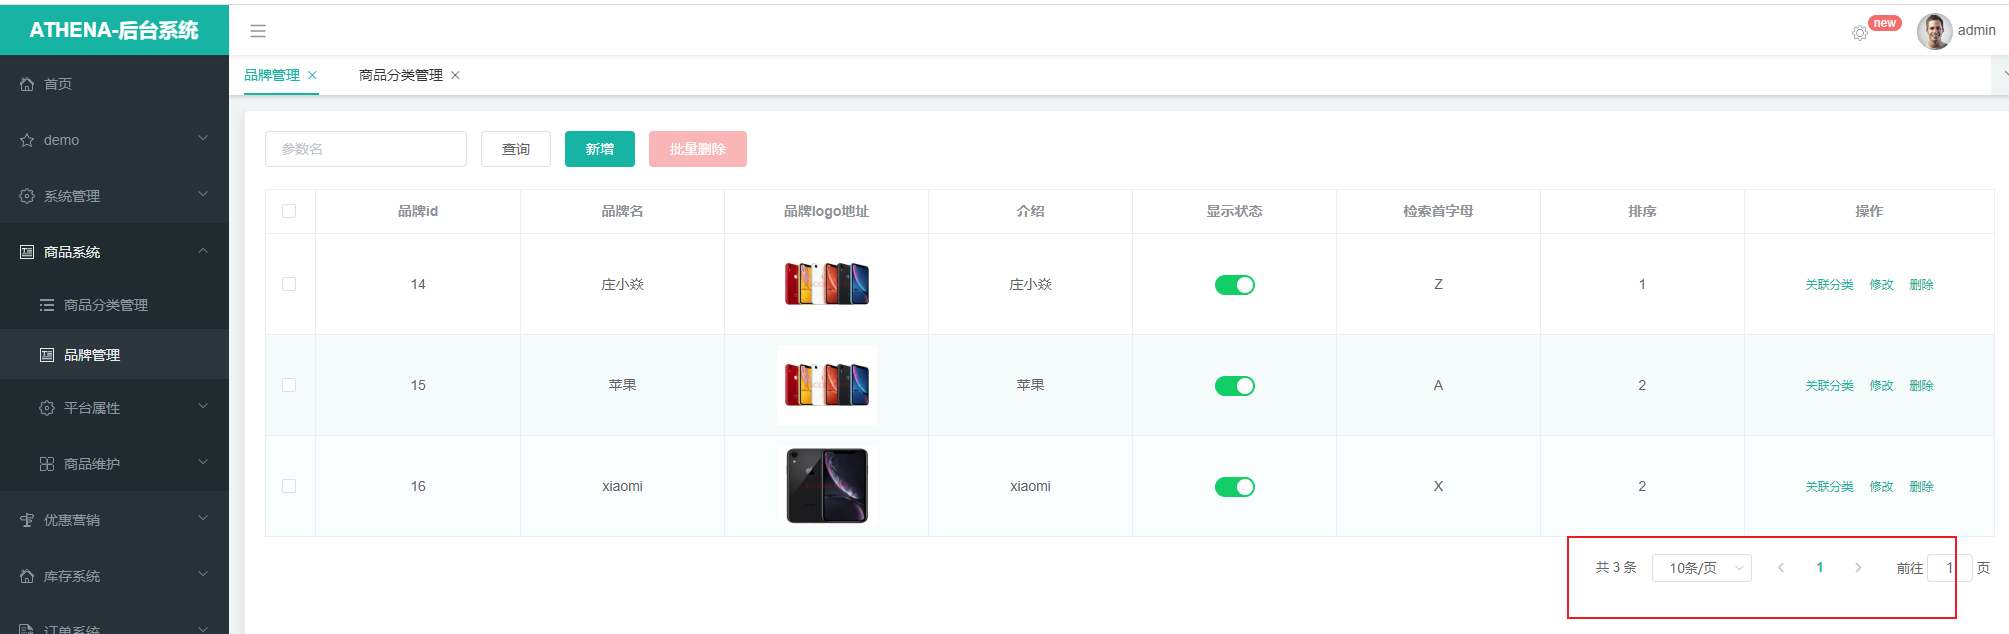 ATHENA-后台系统
new
admin
首页
demo
系统管理
商品系统
商品分类管理
品牌管理
平台属性
商品维护
优惠营销
库存系统
订单系统
品牌管理 × 商品分类管理 ×
参数名 查询 新增 批量删除
品牌id 品牌名 品牌logo地址 介绍 显示状态 检索首字母 排序 操作
14 庄小焱 庄小焱 Z 1 关联分类 修改 删除
15 苹果 苹果 A 2 关联分类 修改 删除
16 xiaomi xiaomi X 2 关联分类 修改 删除
共 3 条 10条/页 1 前往 1 页